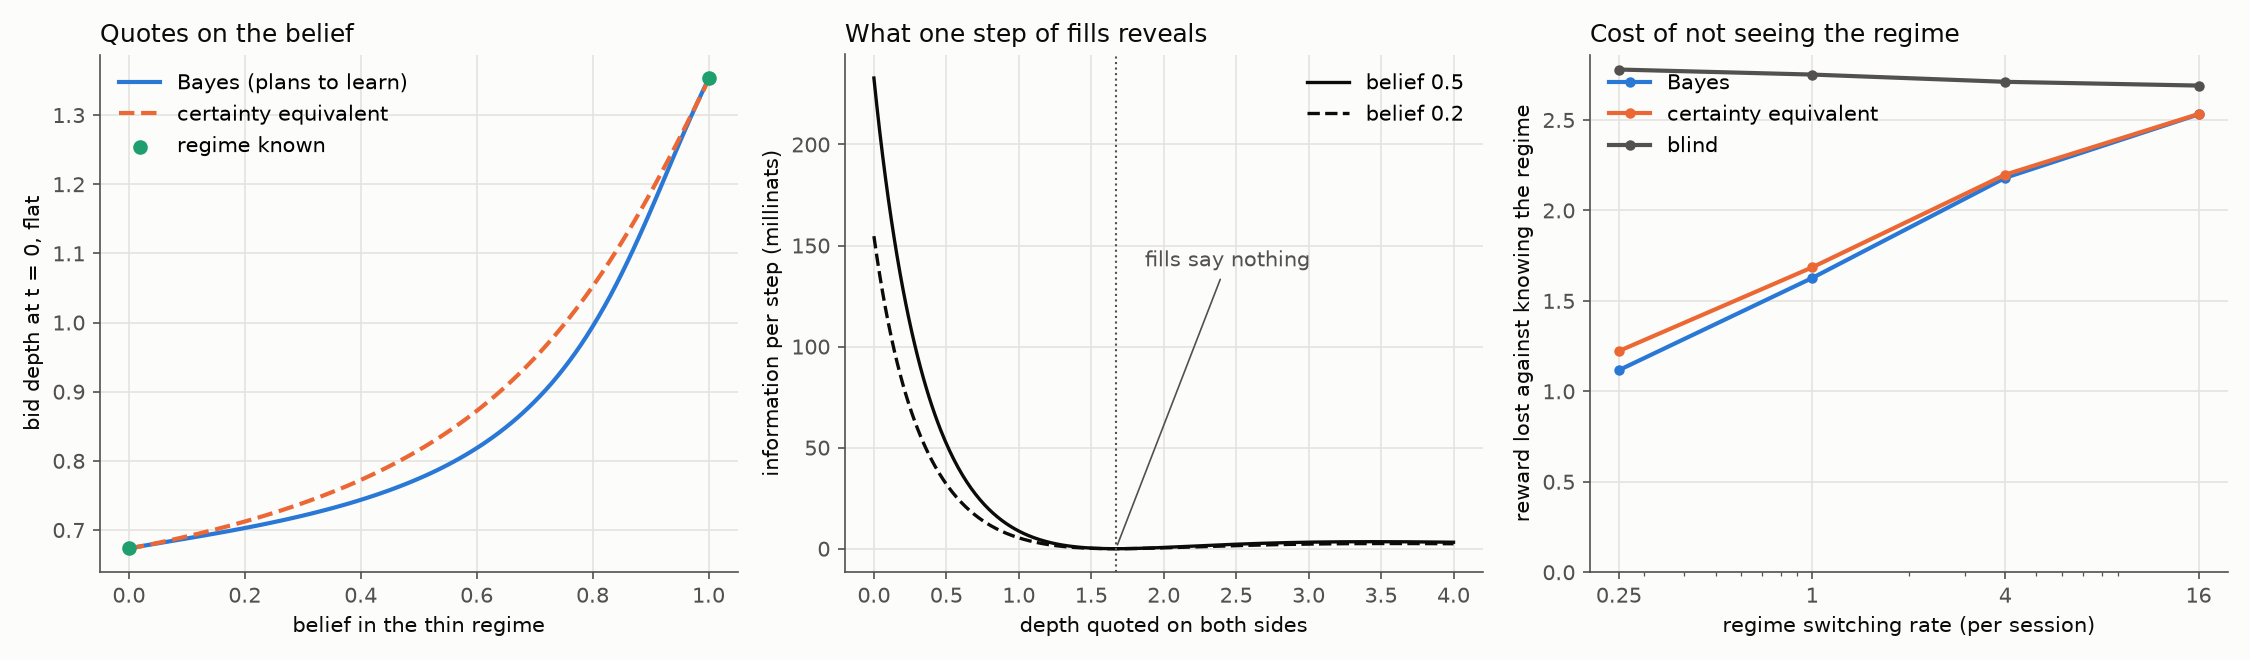 Quotes on the belief
Bayes (plans to learn)
certainty equivalent
regime known
bid depth at t = 0, flat
1.3
1.2
1.1
1.0
0.9
0.8
0.7
0.0 0.2 0.4 0.6 0.8 1.0
belief in the thin regime
What one step of fills reveals
belief 0.5
belief 0.2
fills say nothing
information per step (millinats)
200
150
100
50
0
0.0 0.5 1.0 1.5 2.0 2.5 3.0 3.5 4.0
depth quoted on both sides
Cost of not seeing the regime
Bayes
certainty equivalent
blind
reward lost against knowing the regime
2.5
2.0
1.5
1.0
0.5
0.0
0.25 1 4 16
regime switching rate (per session)